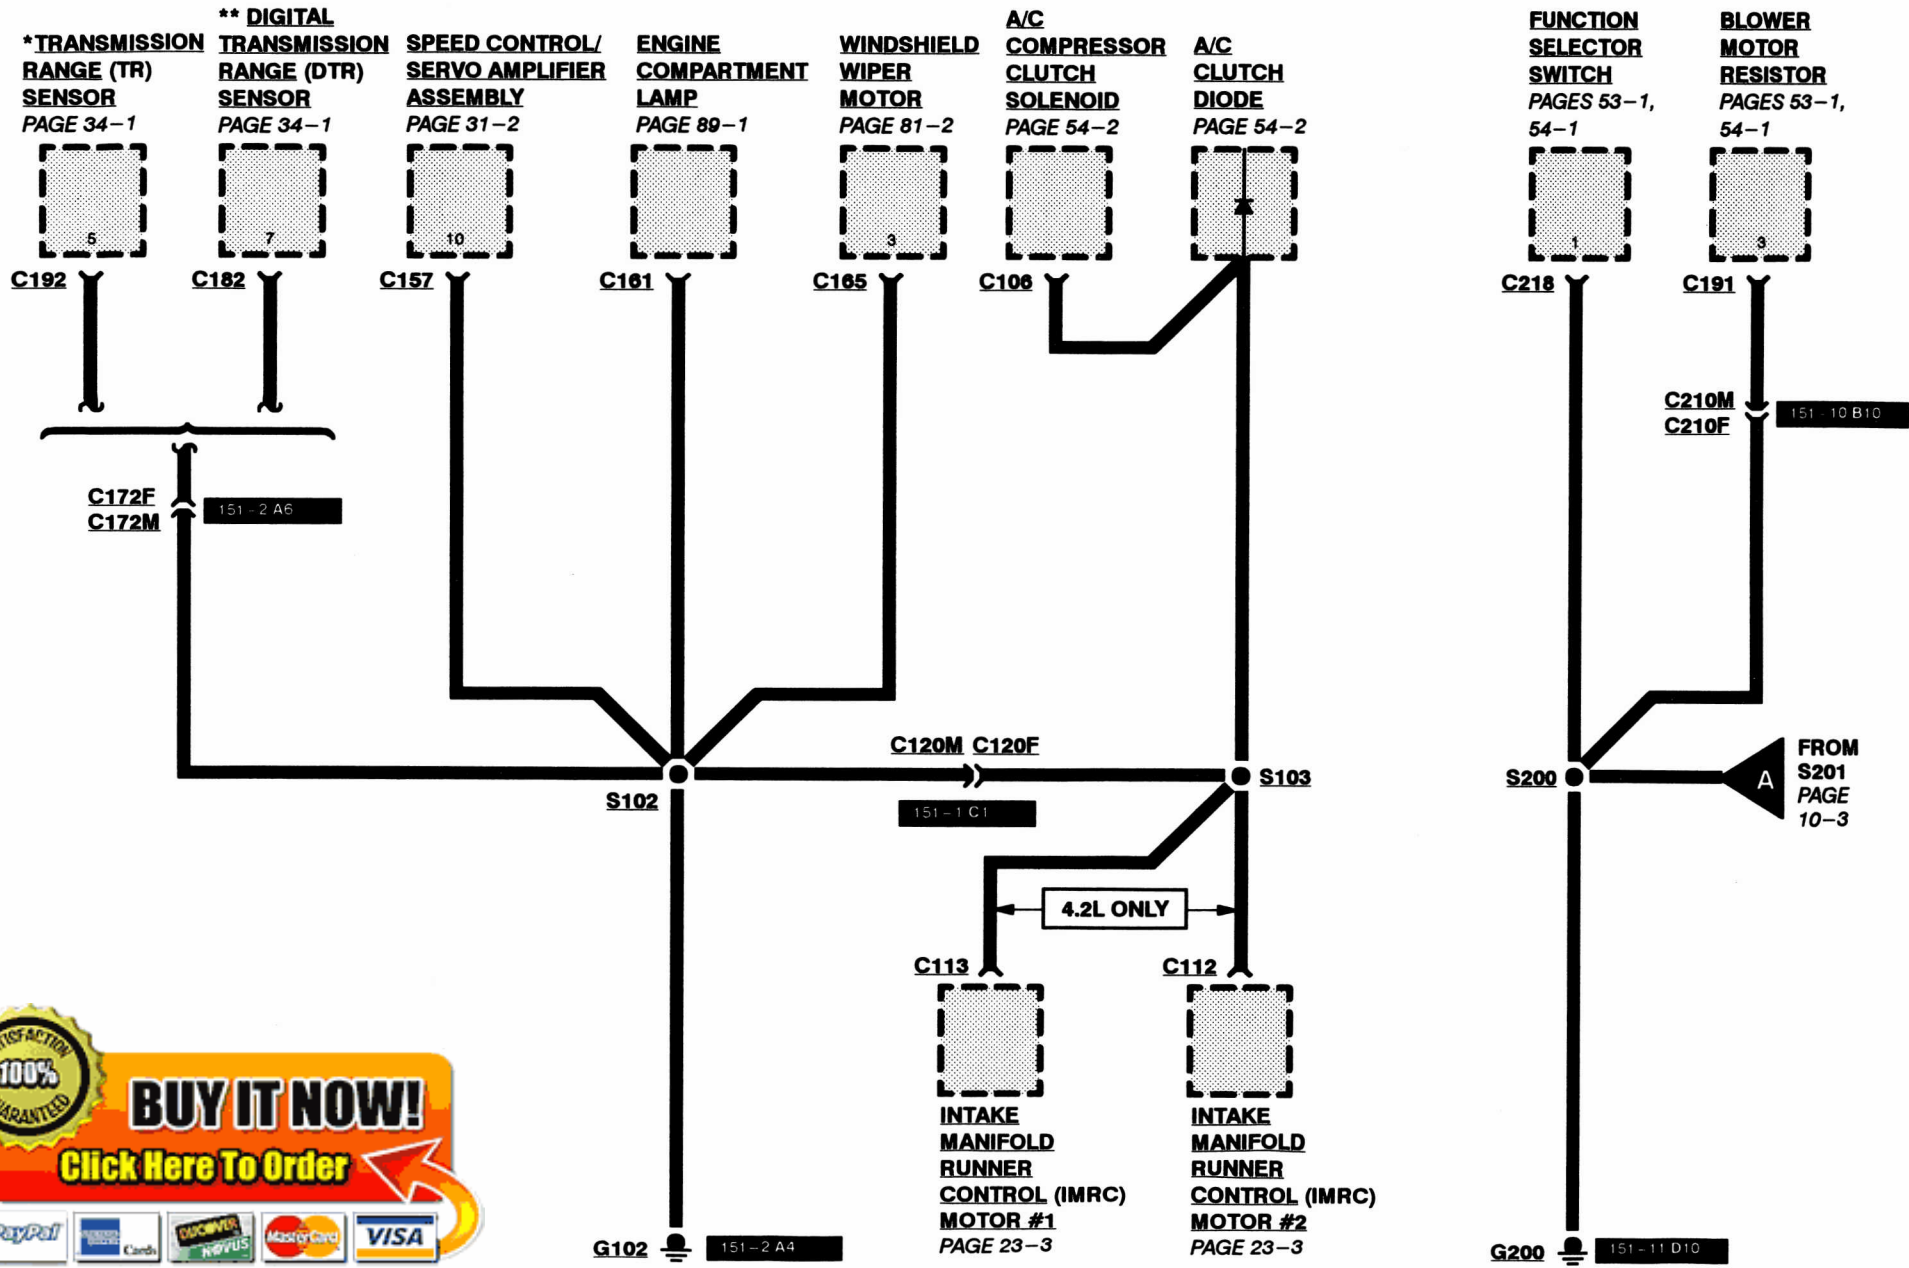 *TRANSMISSION
RANGE (TR)
SENSOR
PAGE 34-1
** DIGITAL
TRANSMISSION
RANGE (DTR)
SENSOR
PAGE 34-1
SPEED CONTROL/
SERVO AMPLIFIER
ASSEMBLY
PAGE 31-2
ENGINE
COMPARTMENT
LAMP
PAGE 89-1
WINDSHIELD
WIPER
MOTOR
PAGE 81-2
A/C
COMPRESSOR
CLUTCH
SOLENOID
PAGE 54-2
A/C
CLUTCH
DIODE
PAGE 54-2
FUNCTION
SELECTOR
SWITCH
PAGES 53-1,
54-1
BLOWER
MOTOR
RESISTOR
PAGES 53-1,
54-1
5
7
10
3
1
3
C192
C182
C157
C161
C165
C106
C218
C191
C210M
C210F
151-10 B10
C172F
C172M
151-2 A6
C120M C120F
S102
151-1 C1
S103
S200
A
FROM
S201
PAGE
10-3
4.2L ONLY
C113
C112
INTAKE
MANIFOLD
RUNNER
CONTROL (IMRC)
MOTOR #1
PAGE 23-3
INTAKE
MANIFOLD
RUNNER
CONTROL (IMRC)
MOTOR #2
PAGE 23-3
G102
151-2 A4
G200
151-11 D10
100%
BUY IT NOW!
Click Here To Order
PayPal
Cards
DISCOVER
NOVUS
MasterCard
VISA